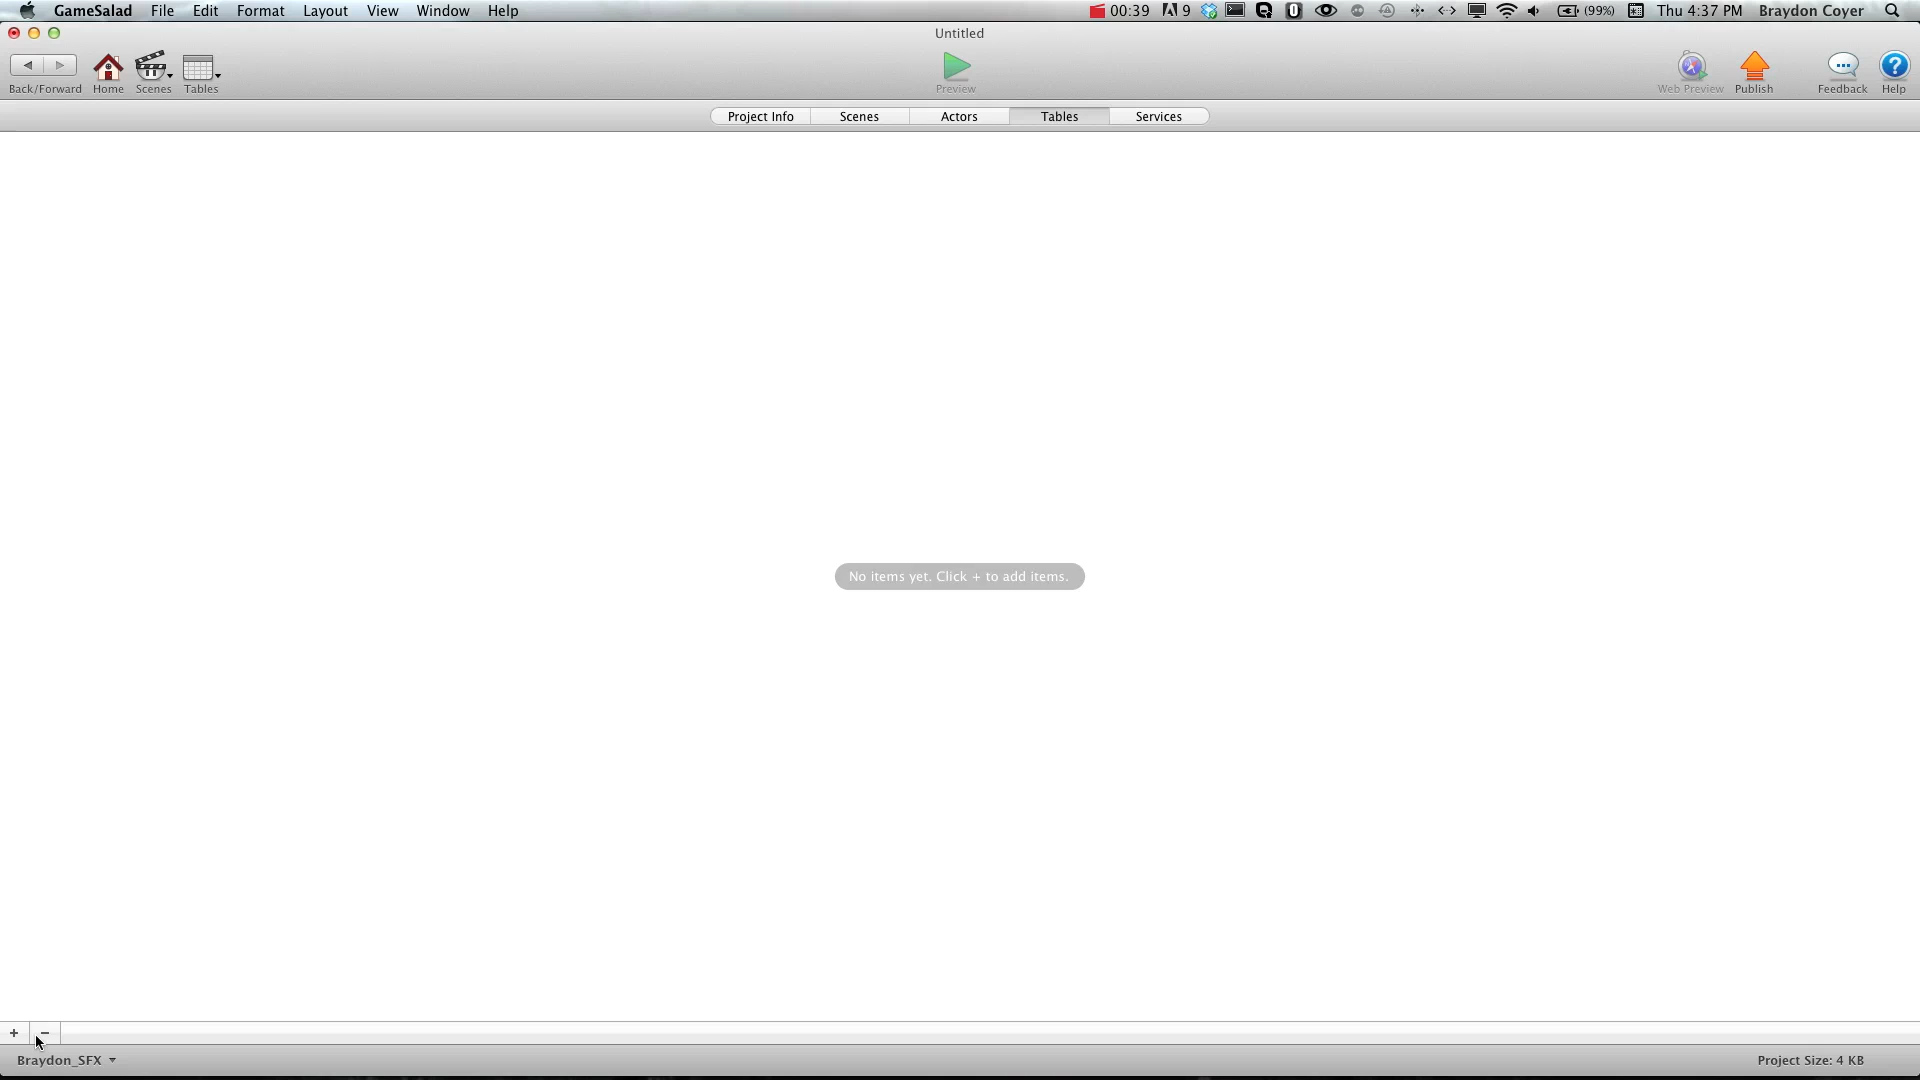 GameSalad File Edit Format Layout View Window Help 00:39 9 (99%) Thu 4:37 PM Braydon Coyer
Untitled
Back/Forward Home Scenes Tables Preview Web Preview Publish Feedback Help
Project Info Scenes Actors Tables Services
No items yet. Click + to add items.
+ −
Braydon_SFX Project Size: 4 KB